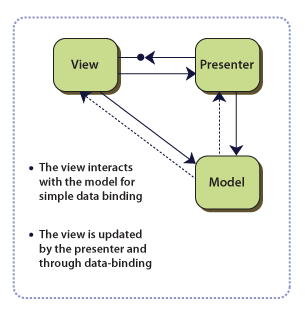 View
Presenter
Model
• The view interacts
with the model for
simple data binding
• The view is updated
by the presenter and
through data-binding